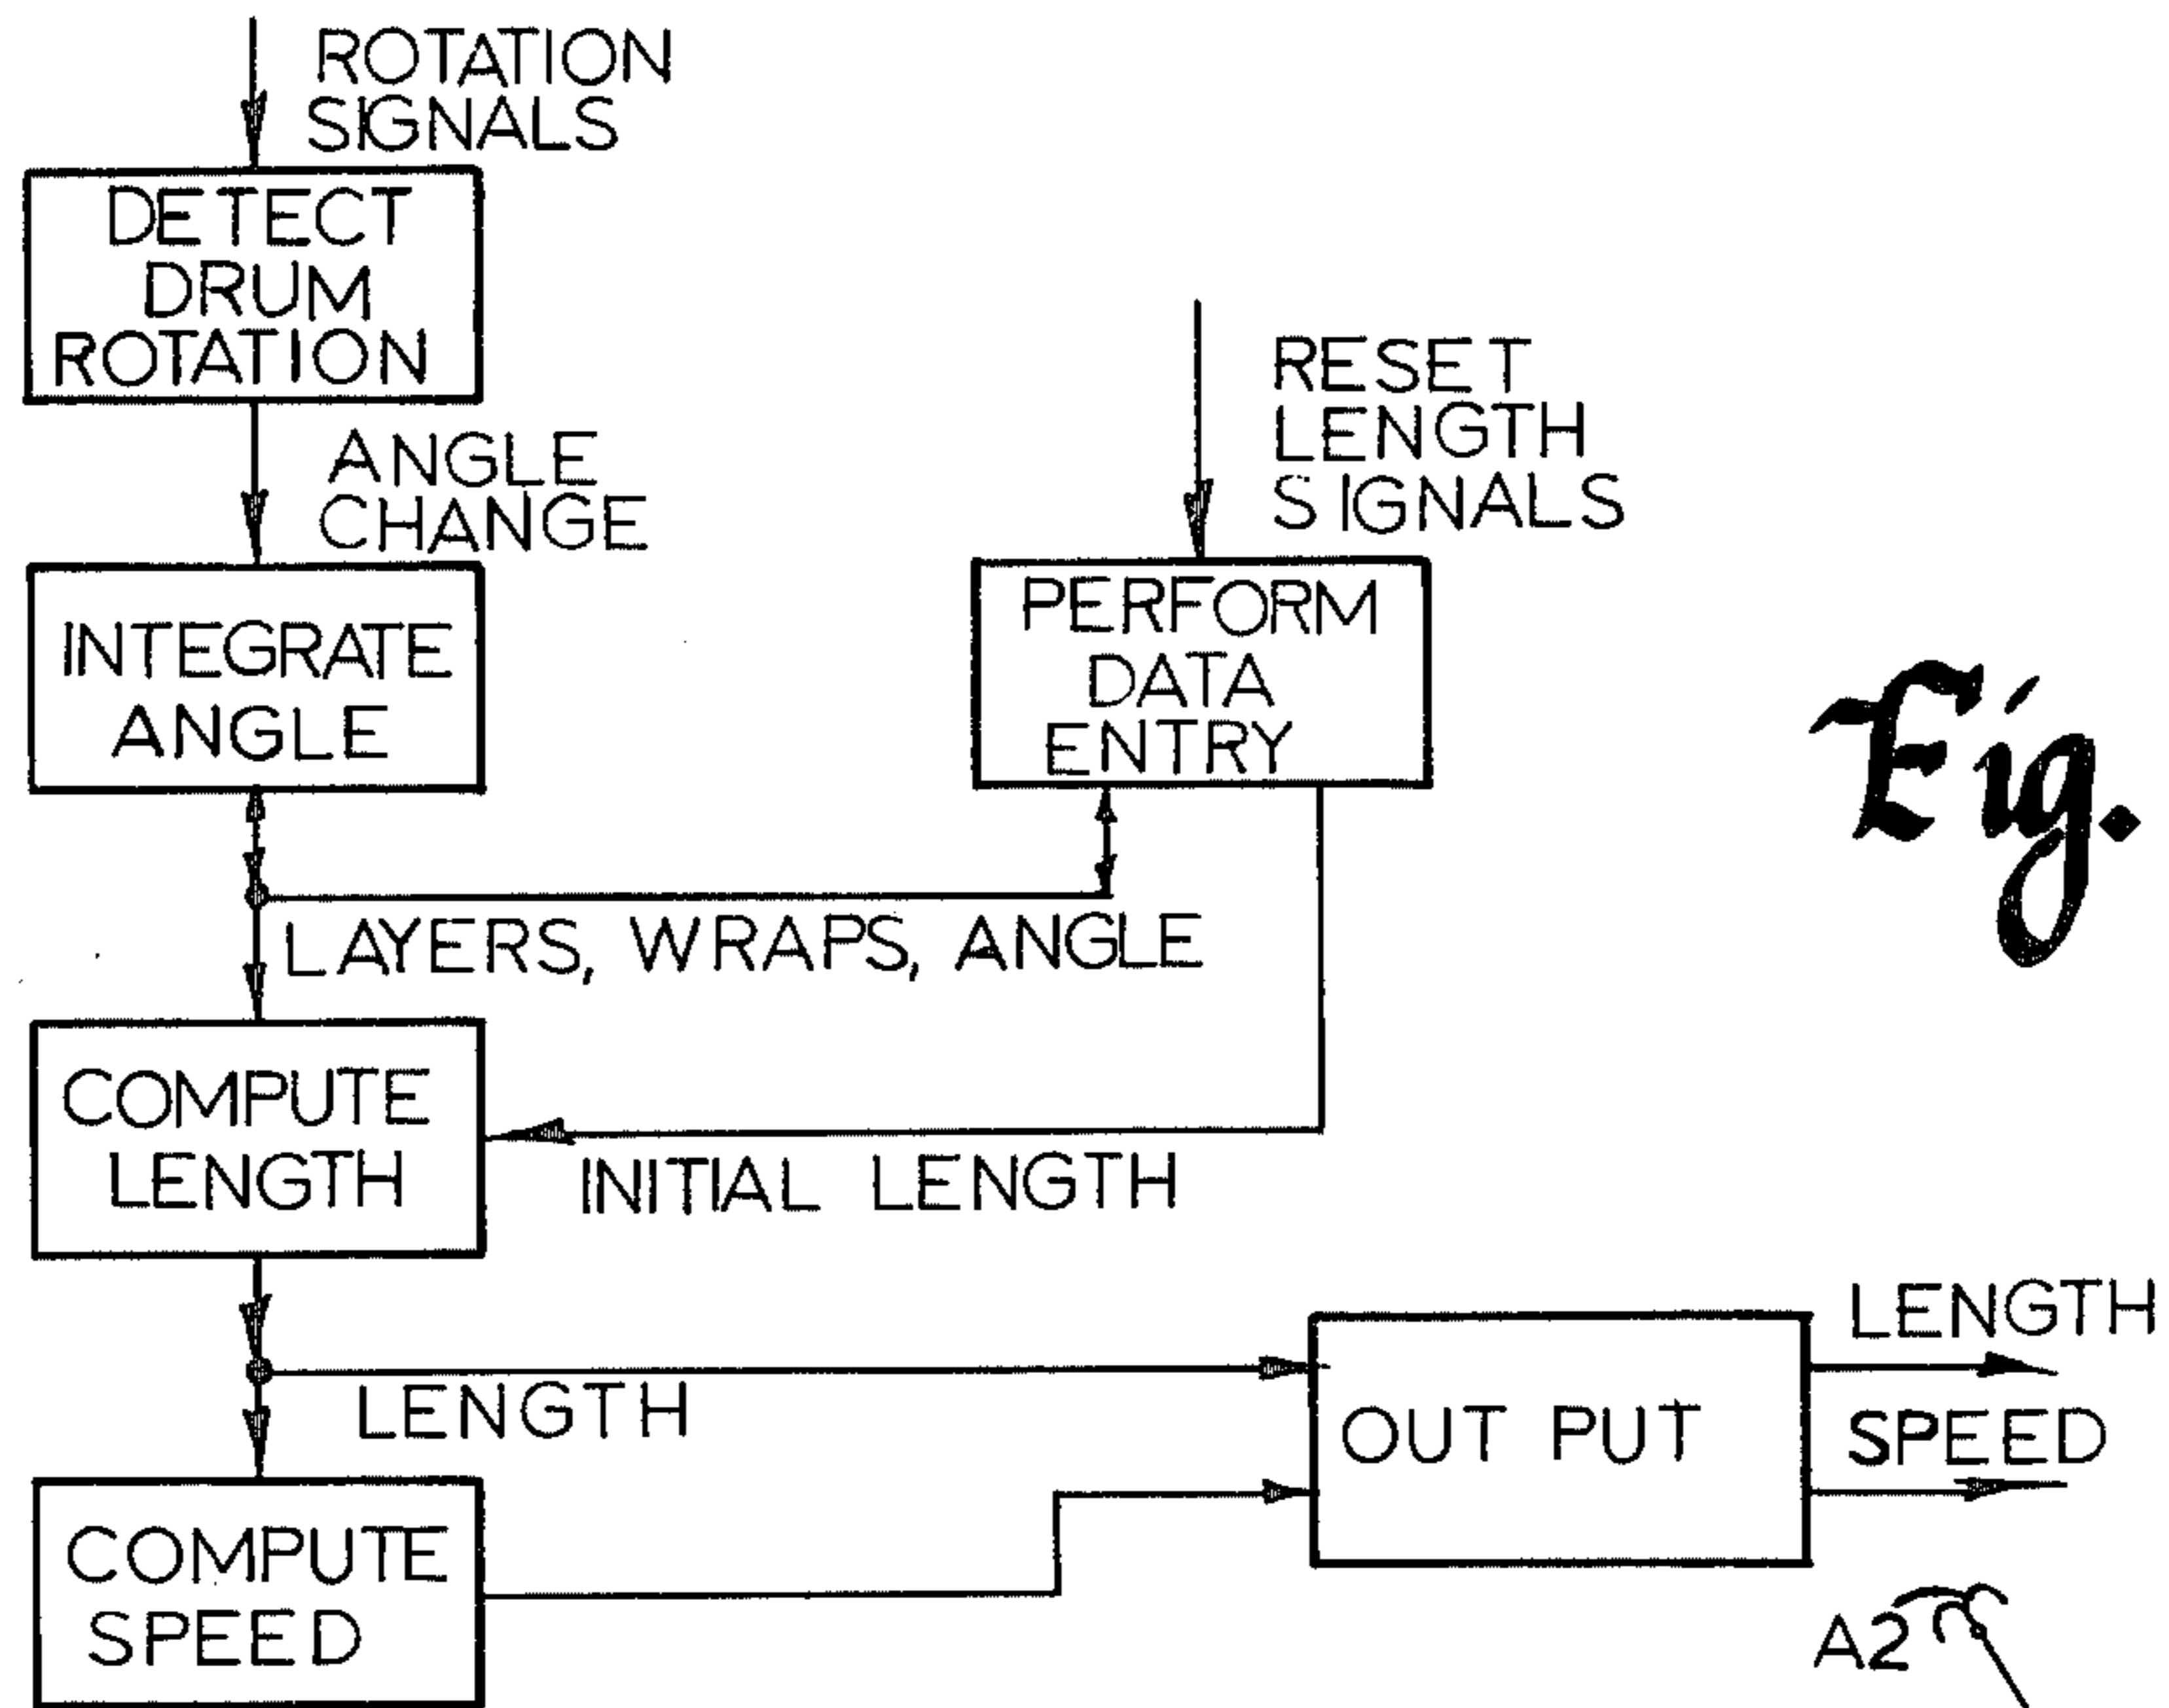 ROTATION
SIGNALS
DETECT
DRUM
ROTATION
ANGLE
CHANGE
RESET
LENGTH
SIGNALS
INTEGRATE
ANGLE
PERFORM
DATA
ENTRY
Fig.
LAYERS, WRAPS, ANGLE
COMPUTE
LENGTH
INITIAL LENGTH
LENGTH
OUT PUT
LENGTH
SPEED
COMPUTE
SPEED
A2